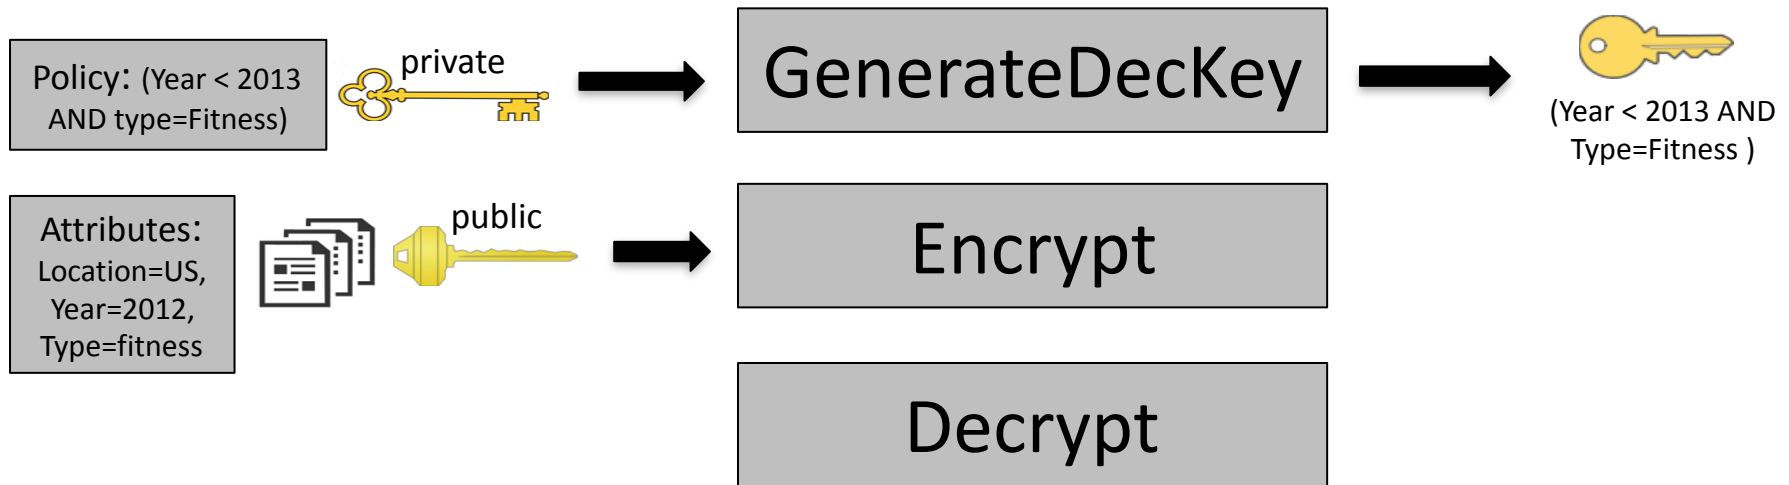 Policy: (Year < 2013
AND type=Fitness)
private
GenerateDecKey
(Year < 2013 AND
Type=Fitness )
Attributes:
Location=US,
Year=2012,
Type=fitness
public
Encrypt
Decrypt